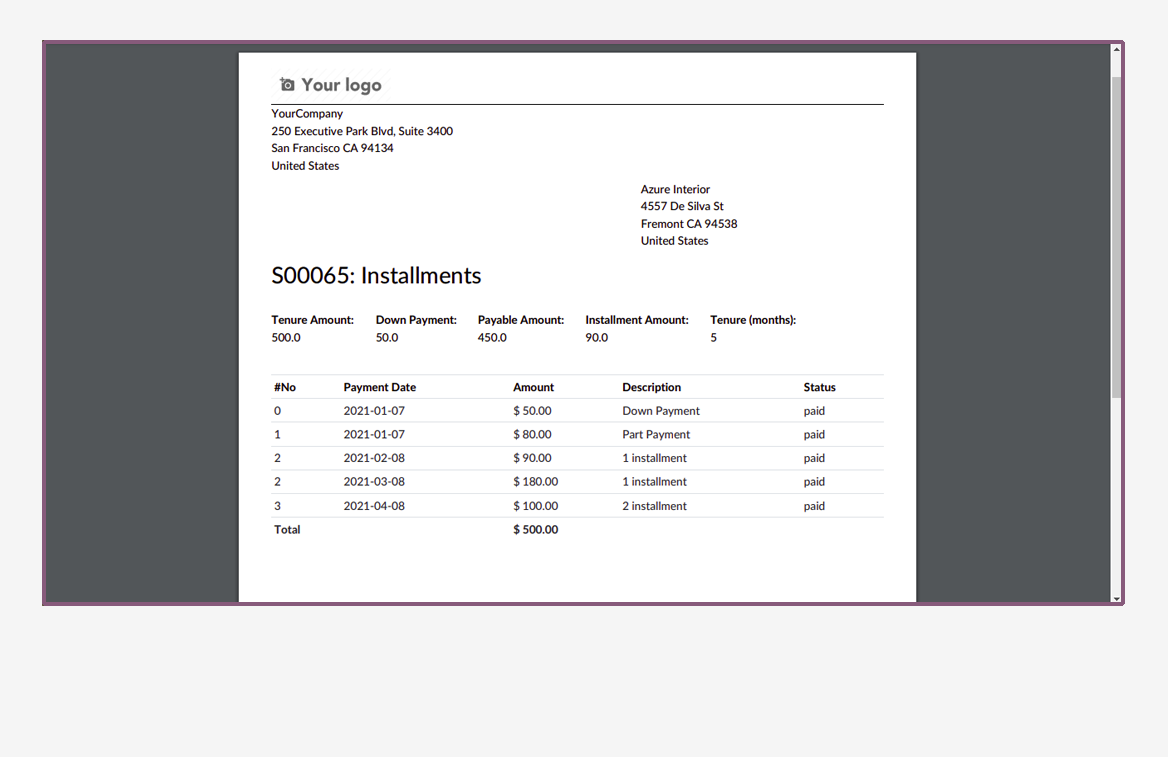 Your logo
YourCompany
250 Executive Park Blvd, Suite 3400
San Francisco CA 94134
United States
Azure Interior
4557 De Silva St
Fremont CA 94538
United States
S00065: Installments
Tenure Amount: Down Payment: Payable Amount: Installment Amount: Tenure (months):
500.0 50.0 450.0 90.0 5
#No Payment Date Amount Description Status
0 2021-01-07 $ 50.00 Down Payment paid
1 2021-01-07 $ 80.00 Part Payment paid
2 2021-02-08 $ 90.00 1 installment paid
2 2021-03-08 $ 180.00 1 installment paid
3 2021-04-08 $ 100.00 2 installment paid
Total $ 500.00